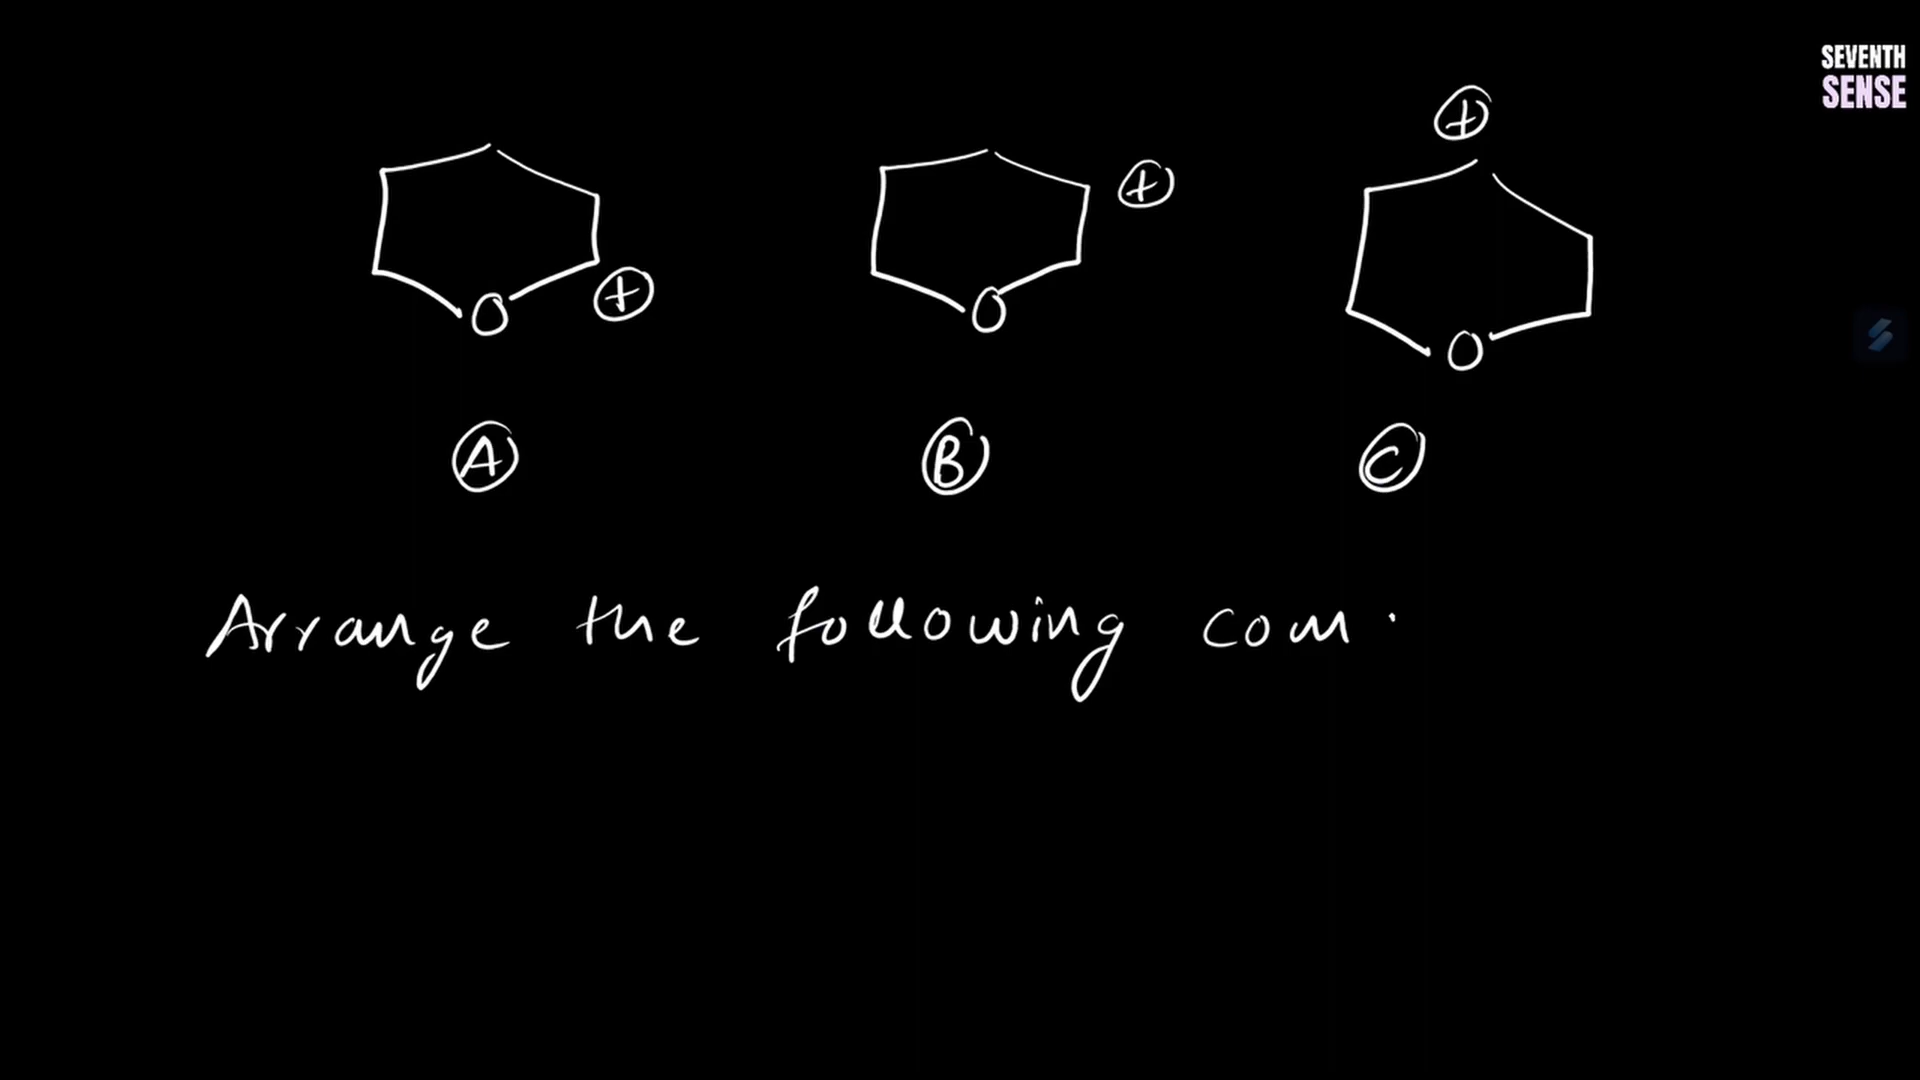 SEVENTH
SENSE
⊕
⊕
⊕
O
O
O
A
B
C
Arrange the following com.